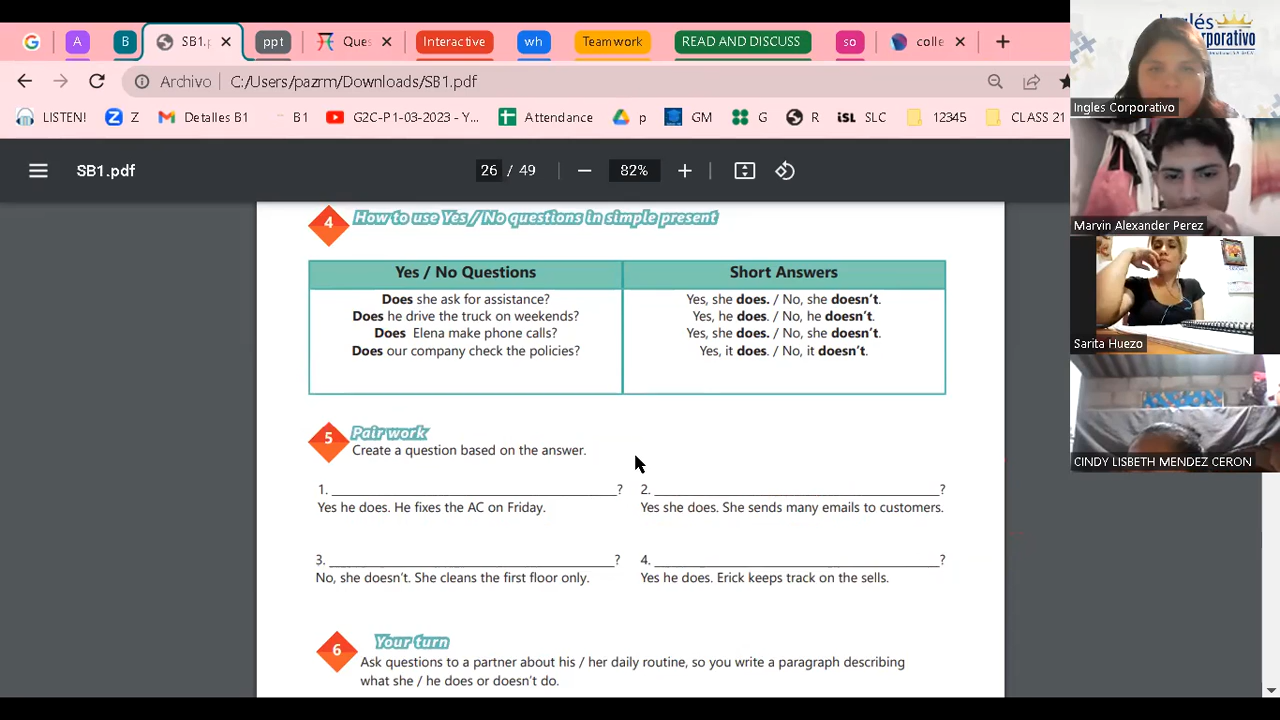 A
B
SB1.p
ppt
Ques
Interactive
wh
Teamwork
READ AND DISCUSS
so
colle
Archivo
C:/Users/pazrm/Downloads/SB1.pdf
LISTEN!
Z
Detalles B1
B1
G2C-P1-03-2023 - Y...
Attendance
p
GM
G
R
iSL
SLC
12345
CLASS 21
SB1.pdf
26 / 49
82%
4
How to use Yes / No questions in simple present
Yes / No Questions
Short Answers
Does she ask for assistance?
Yes, she does. / No, she doesn't.
Does he drive the truck on weekends?
Yes, he does. / No, he doesn't.
Does Elena make phone calls?
Yes, she does. / No, she doesn't.
Does our company check the policies?
Yes, it does. / No, it doesn't.
5
Pair work
Create a question based on the answer.
1. ________________________________________?
2. ________________________________________?
Yes he does. He fixes the AC on Friday.
Yes she does. She sends many emails to customers.
3. ________________________________________?
4. ________________________________________?
No, she doesn't. She cleans the first floor only.
Yes he does. Erick keeps track on the sells.
6
Your turn
Ask questions to a partner about his / her daily routine, so you write a paragraph describing
what she / he does or doesn't do.
Ingles Corporativo
Marvin Alexander Perez
Sarita Huezo
CINDY LISBETH MENDEZ CERON